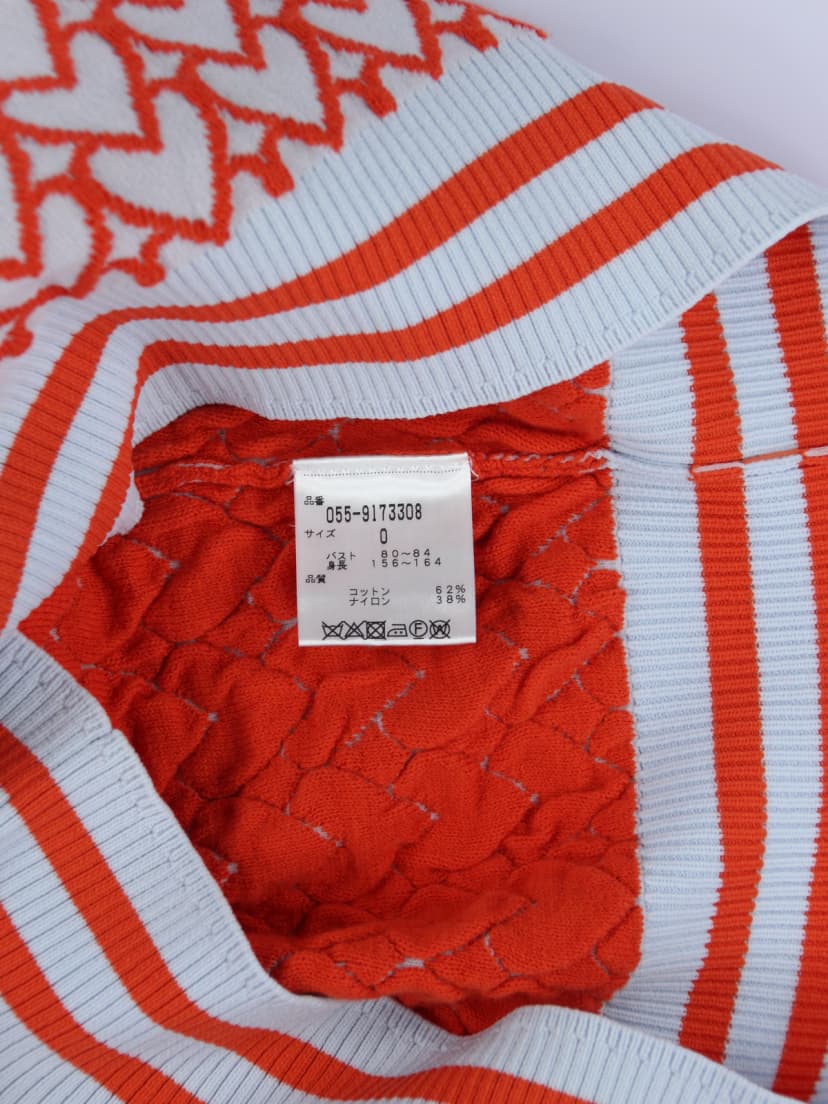 品番
055-9173308
サイズ 0
バスト 80～84
身長 156～164
品質
コットン 62%
ナイロン 38%